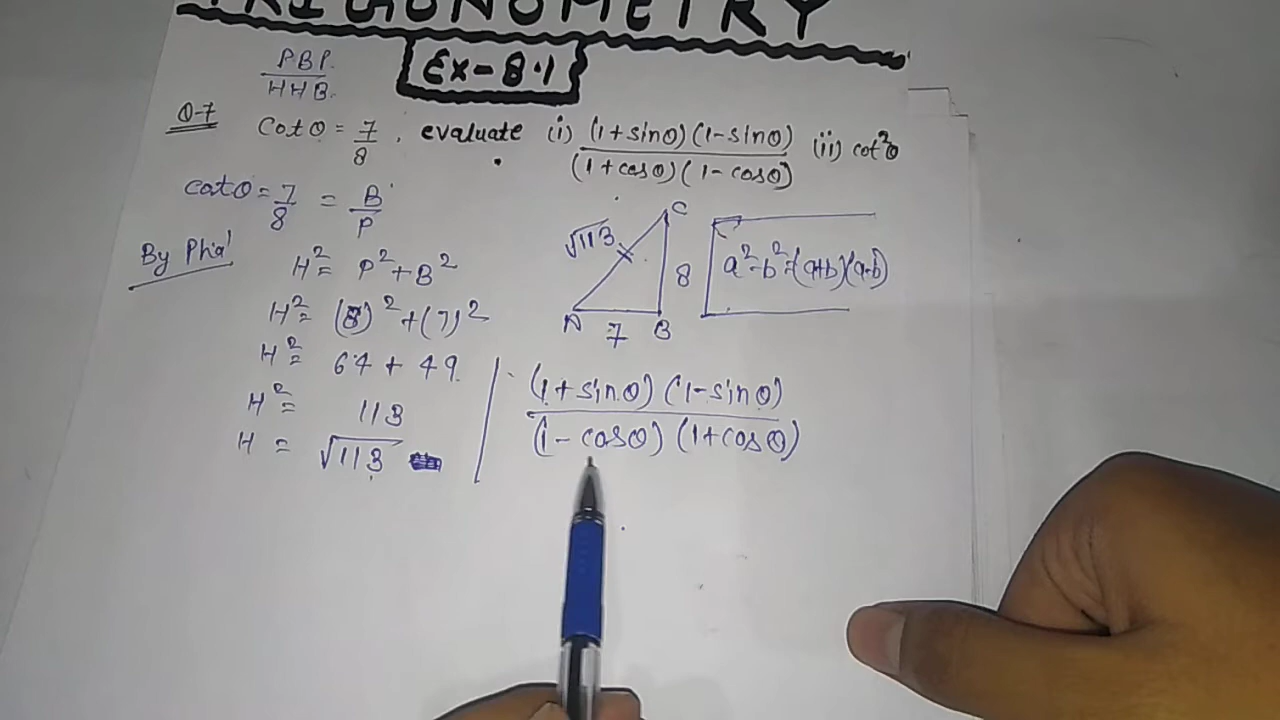 TRIGONOMETRY
Ex-8.1
PBP
HHB
Q-7 Cot θ = 7/8, evaluate (i) (1+sinθ)(1-sinθ)/(1+cosθ)(1-cosθ) (ii) cot²θ
cotθ = 7/8 = B/P
By Pha'
H² = P² + B²
H² = (8)² + (7)²
H² = 64 + 49
H² = 113
H = √113
√113
C
8
A 7 B
a²-b²=(a+b)(a-b)
(1+sinθ)(1-sinθ)
(1-cosθ)(1+cosθ)